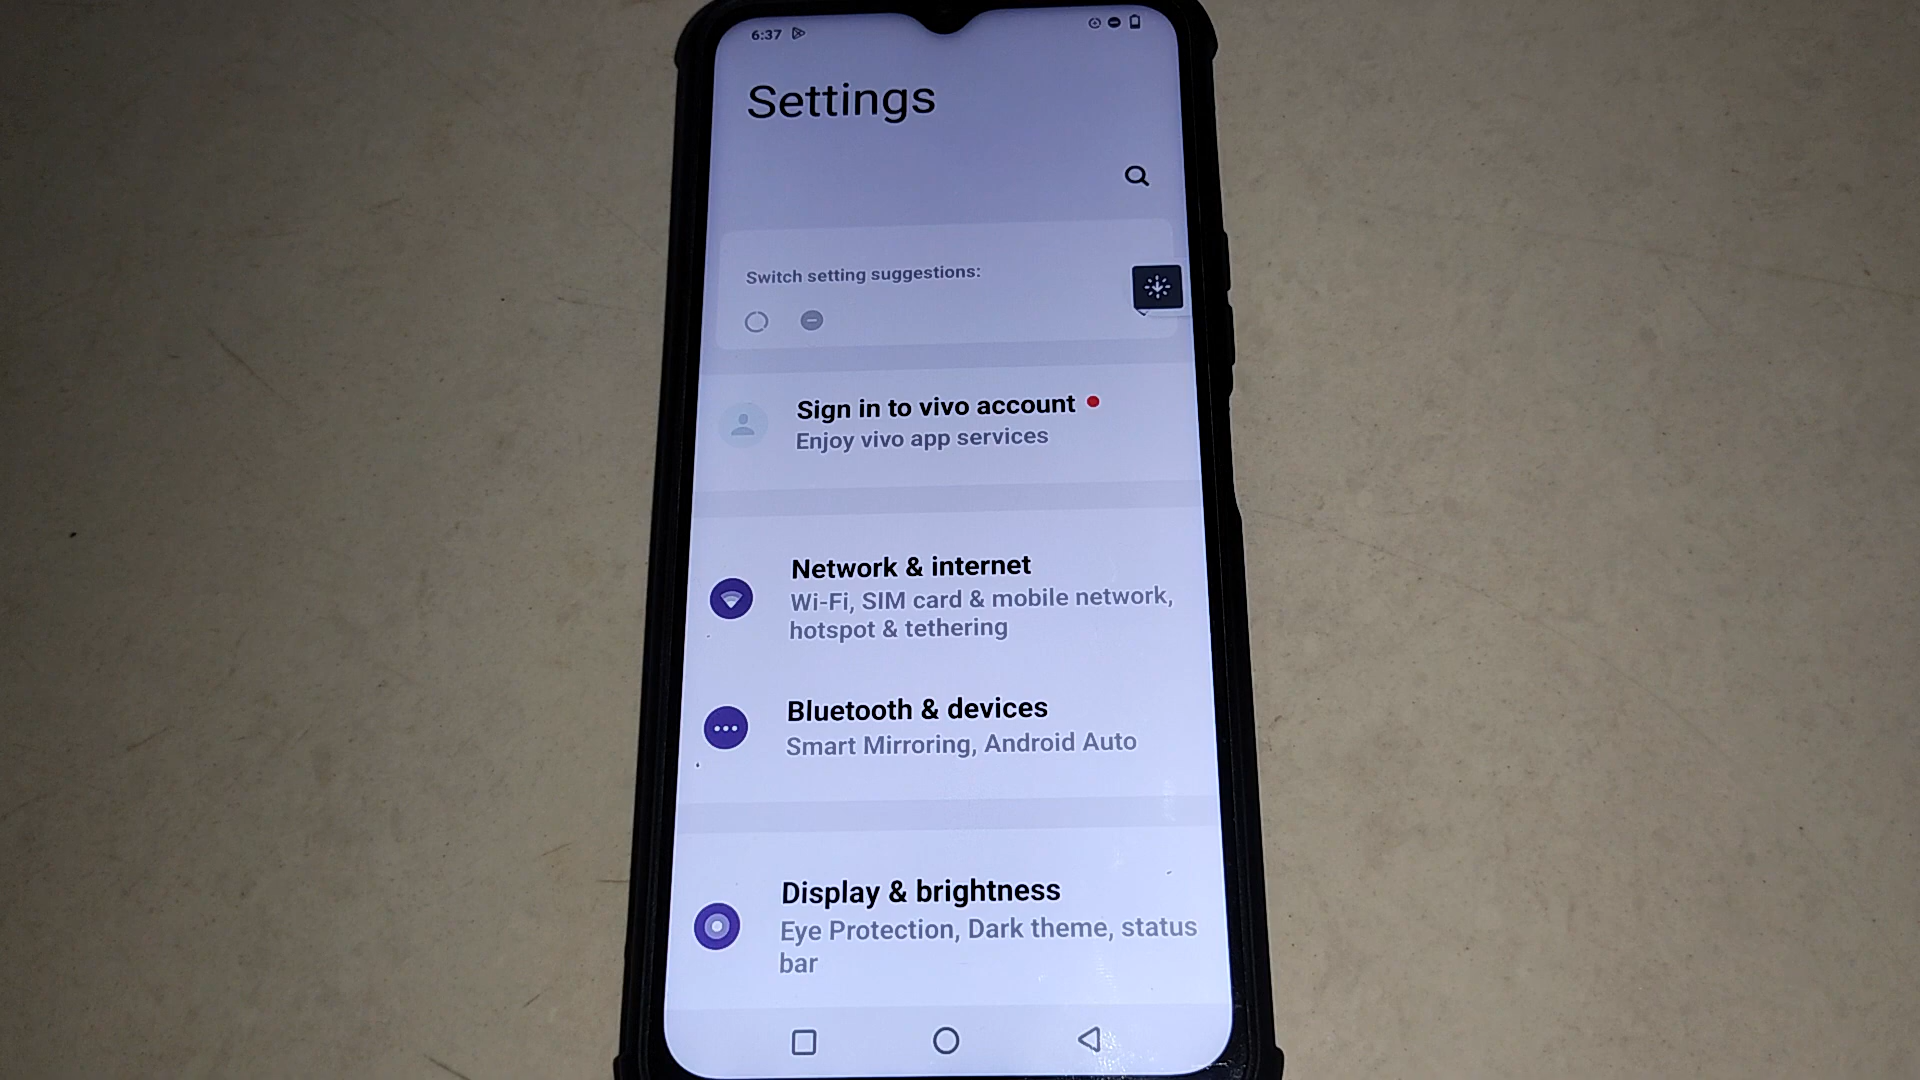 6:37
Settings
Switch setting suggestions:
Sign in to vivo account
Enjoy vivo app services
Network & internet
Wi-Fi, SIM card & mobile network,
hotspot & tethering
Bluetooth & devices
Smart Mirroring, Android Auto
Display & brightness
Eye Protection, Dark theme, status
bar